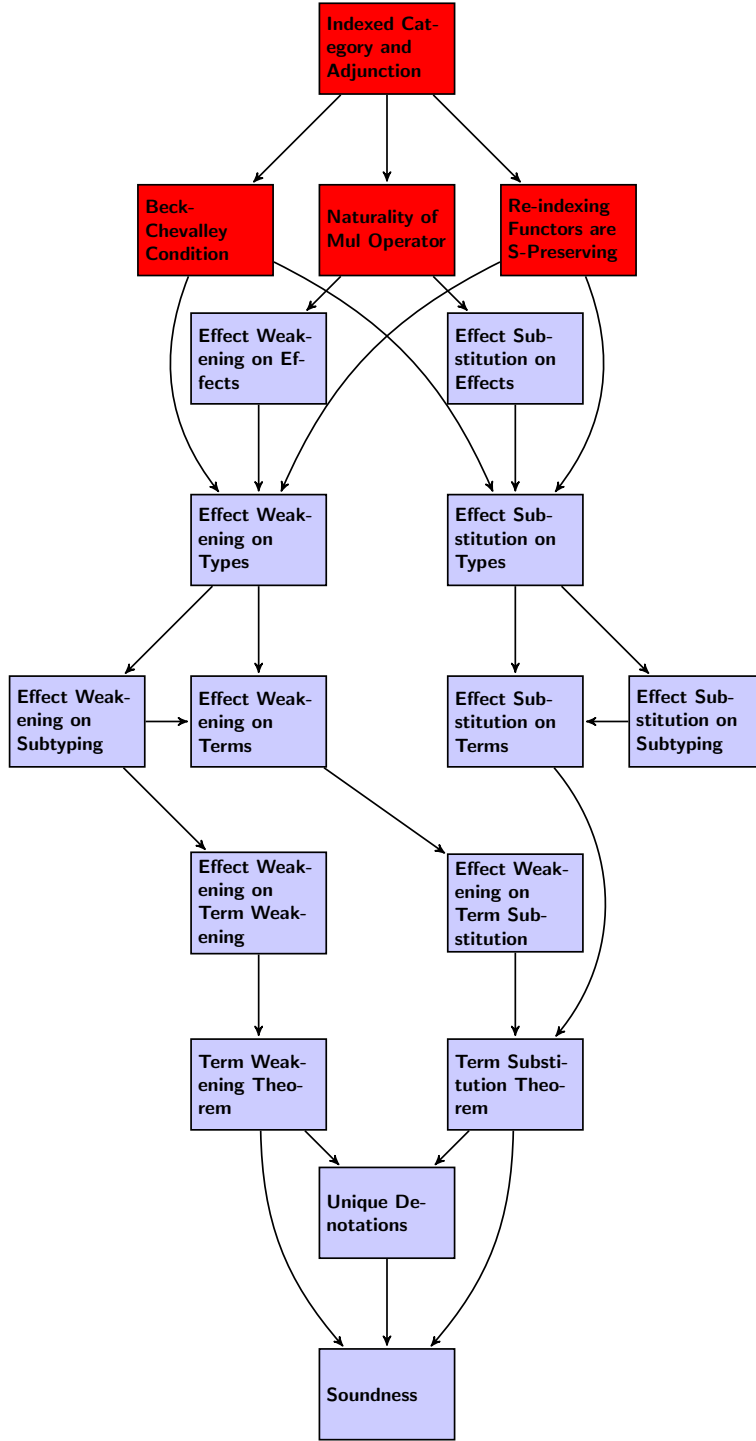 Indexed Cat-
egory and
Adjunction
Beck-
Chevalley
Condition
Naturality of
Mul Operator
Re-indexing
Functors are
S-Preserving
Effect Weak-
ening on Ef-
fects
Effect Sub-
stitution on
Effects
Effect Weak-
ening on
Types
Effect Sub-
stitution on
Types
Effect Weak-
ening on
Subtyping
Effect Weak-
ening on
Terms
Effect Sub-
stitution on
Terms
Effect Sub-
stitution on
Subtyping
Effect Weak-
ening on
Term Weak-
ening
Effect Weak-
ening on
Term Sub-
stitution
Term Weak-
ening Theo-
rem
Term Substi-
tution Theo-
rem
Unique De-
notations
Soundness